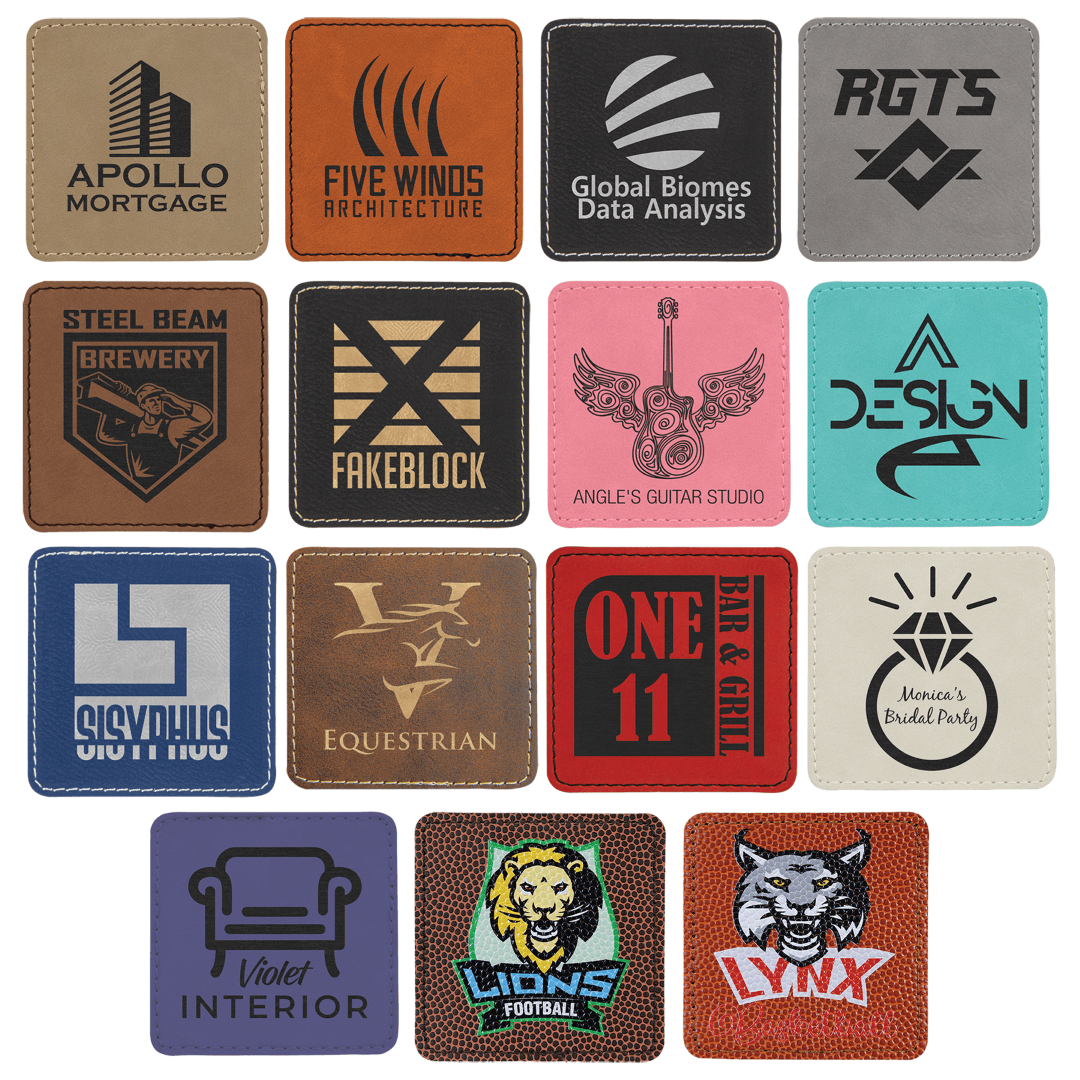 APOLLO
MORTGAGE
FIVE WINDS
ARCHITECTURE
Global Biomes
Data Analysis
RGTS
STEEL BEAM
BREWERY
FAKEBLOCK
ANGLE'S GUITAR STUDIO
DESIGN
SISYPHUS
EQUESTRIAN
ONE
11
BAR & GRILL
Monica's
Bridal Party
Violet
INTERIOR
LIONS
FOOTBALL
LYNX
Basketball